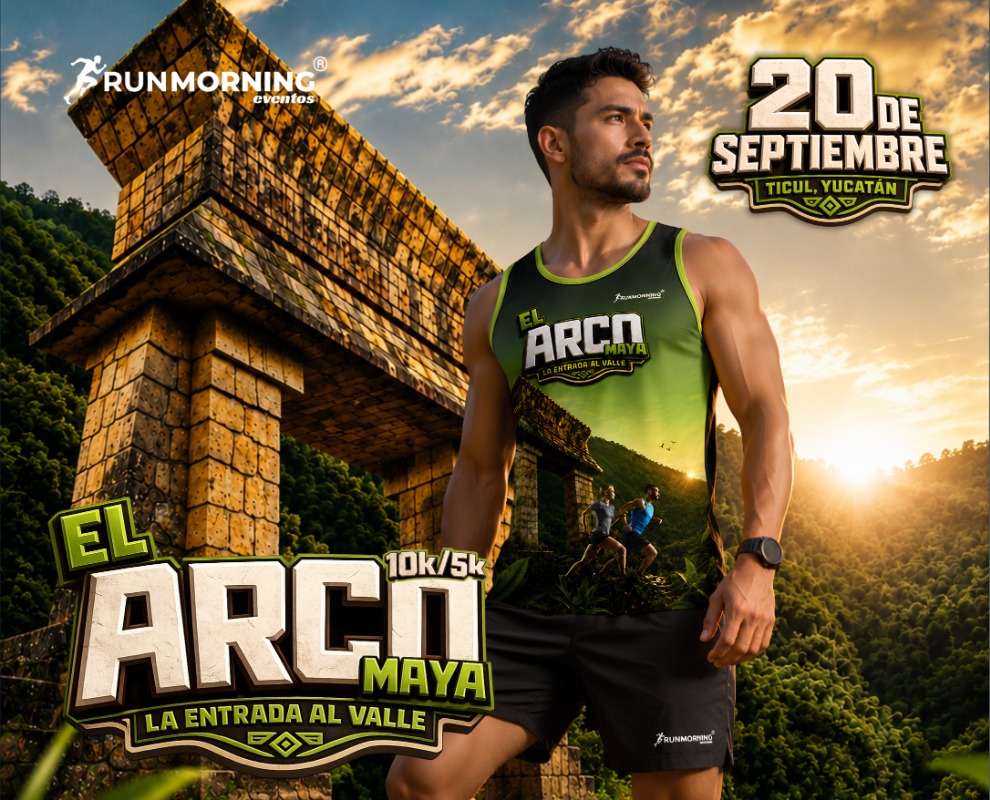 RUNMORNING®
eventos
20 DE
SEPTIEMBRE
TICUL, YUCATÁN
RUNMORNING®
EL
ARCO
MAYA
LA ENTRADA AL VALLE
EL
10k/5k
ARCO
MAYA
LA ENTRADA AL VALLE
RUNMORNING®